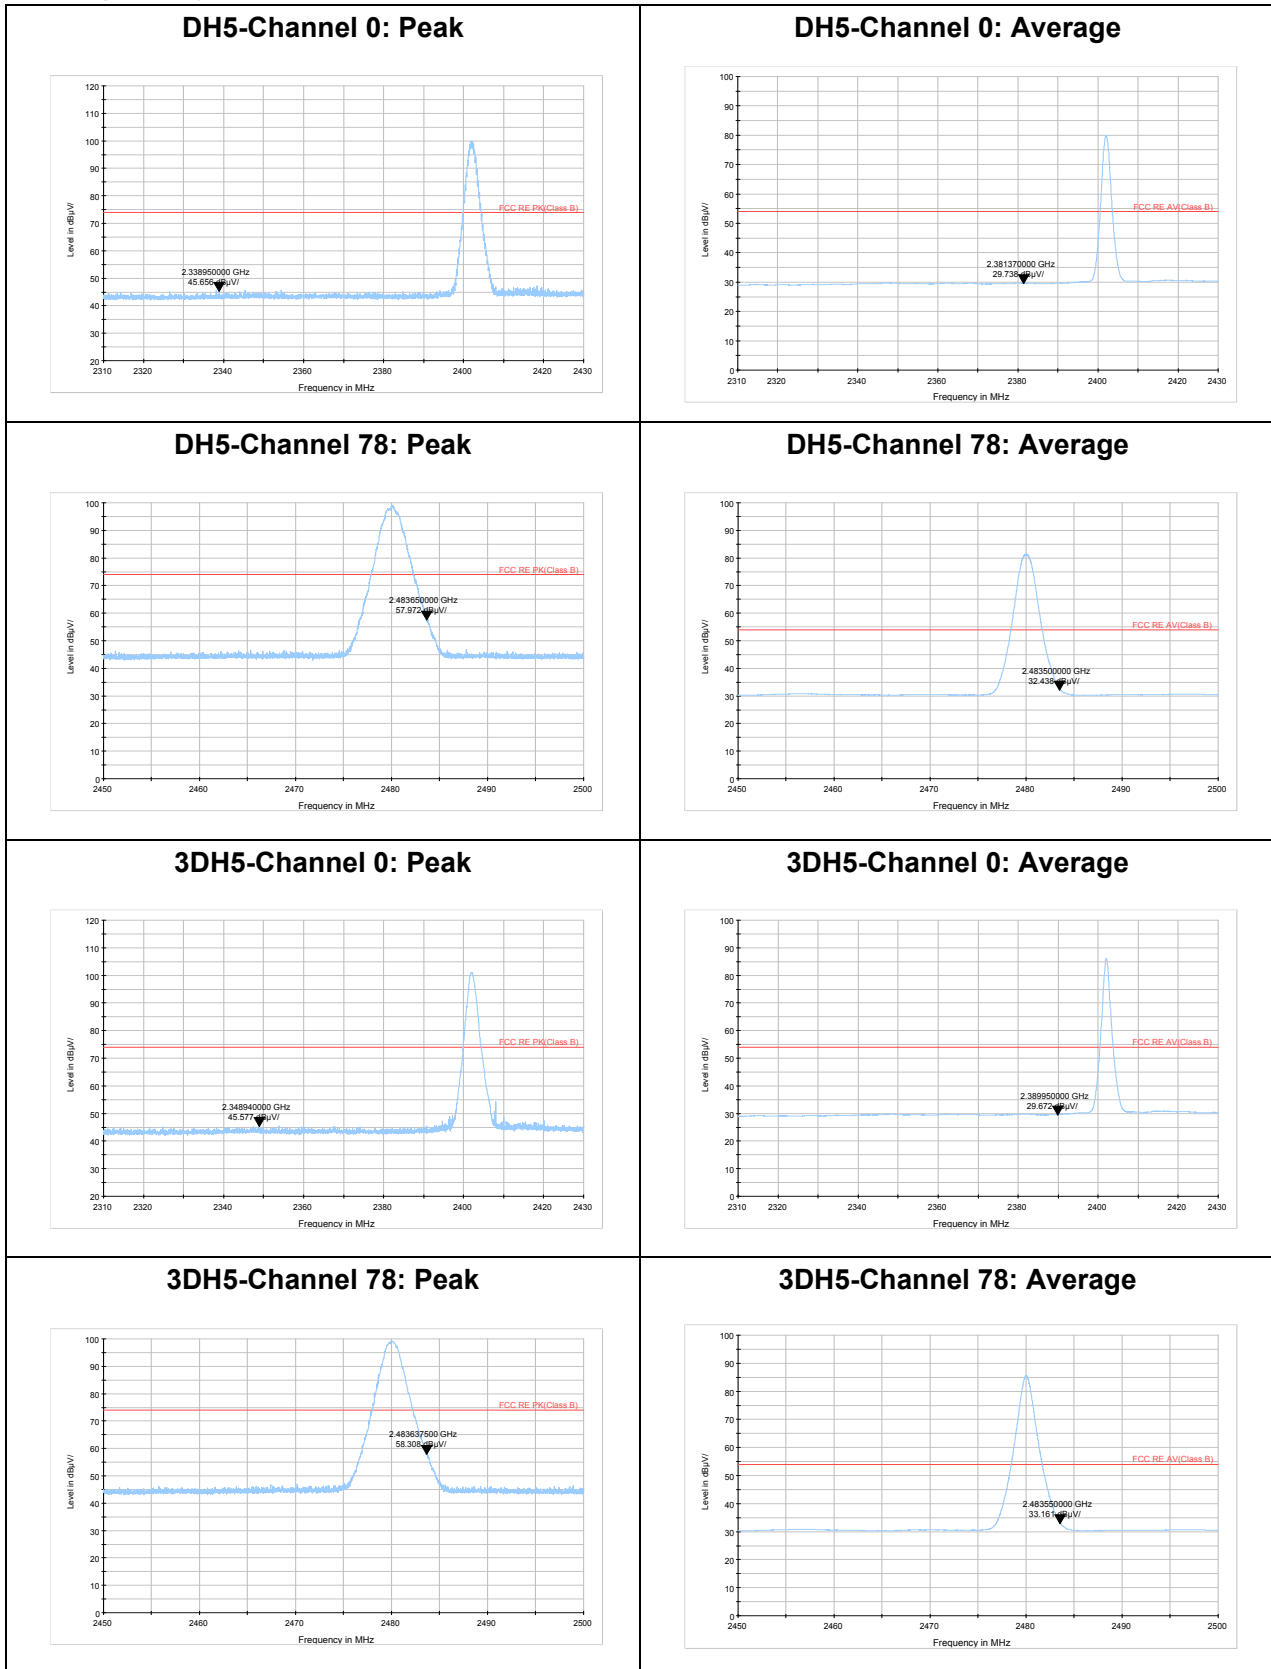 DH5-Channel 0: Peak
120
110
100
90
80
70
60
50
40
30
20
Level in dBµV/
FCC RE PK(Class B)
2.338950000 GHz
45.656 dBµV/
2310 2320 2340 2360 2380 2400 2420 2430
Frequency in MHz
DH5-Channel 0: Average
100
90
80
70
60
50
40
30
20
10
0
Level in dBµV/
FCC RE AV(Class B)
2.381370000 GHz
29.738 dBµV/
2310 2320 2340 2360 2380 2400 2420 2430
Frequency in MHz
DH5-Channel 78: Peak
100
90
80
70
60
50
40
30
20
10
0
Level in dBµV/
FCC RE PK(Class B)
2.483650000 GHz
57.972 dBµV/
2450 2460 2470 2480 2490 2500
Frequency in MHz
DH5-Channel 78: Average
100
90
80
70
60
50
40
30
20
10
0
Level in dBµV/
FCC RE AV(Class B)
2.483500000 GHz
32.438 dBµV/
2450 2460 2470 2480 2490 2500
Frequency in MHz
3DH5-Channel 0: Peak
120
110
100
90
80
70
60
50
40
30
20
Level in dBµV/
FCC RE PK(Class B)
2.348940000 GHz
45.577 dBµV/
2310 2320 2340 2360 2380 2400 2420 2430
Frequency in MHz
3DH5-Channel 0: Average
100
90
80
70
60
50
40
30
20
10
0
Level in dBµV/
FCC RE AV(Class B)
2.389950000 GHz
29.672 dBµV/
2310 2320 2340 2360 2380 2400 2420 2430
Frequency in MHz
3DH5-Channel 78: Peak
100
90
80
70
60
50
40
30
20
10
0
Level in dBµV/
FCC RE PK(Class B)
2.483637500 GHz
58.308 dBµV/
2450 2460 2470 2480 2490 2500
Frequency in MHz
3DH5-Channel 78: Average
100
90
80
70
60
50
40
30
20
10
0
Level in dBµV/
FCC RE AV(Class B)
2.483550000 GHz
33.161 dBµV/
2450 2460 2470 2480 2490 2500
Frequency in MHz